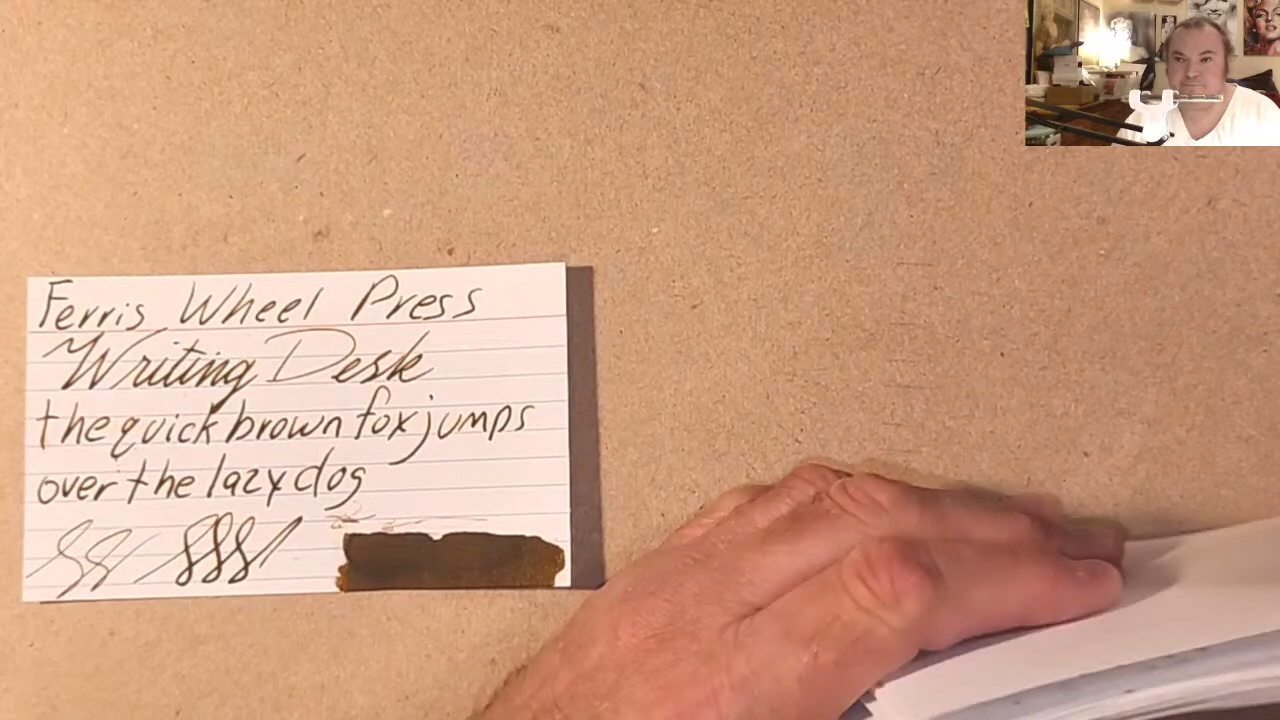 Ferris Wheel Press
Writing Desk
the quick brown fox jumps
over the lazy dog